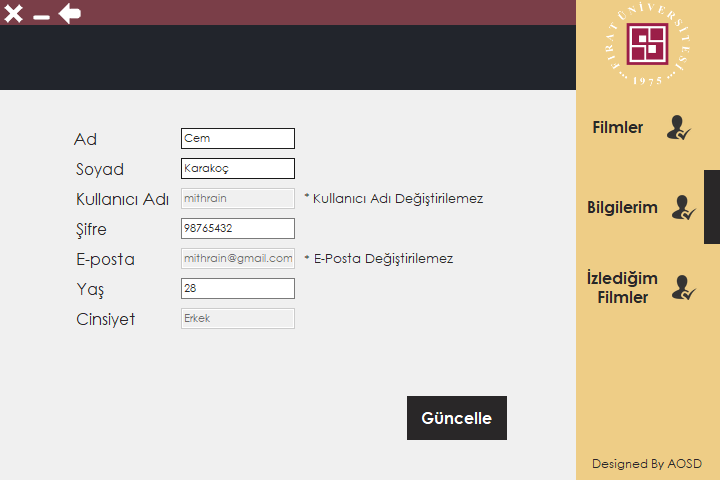 FIRAT ÜNİVERSİTESİ
1975
Ad
Cem
Soyad
Karakoç
Kullanıcı Adı
mithrain
* Kullanıcı Adı Değiştirilemez
Şifre
98765432
E-posta
mithrain@gmail.com
* E-Posta Değiştirilemez
Yaş
28
Cinsiyet
Erkek
Güncelle
Filmler
Bilgilerim
İzlediğim
Filmler
Designed By AOSD